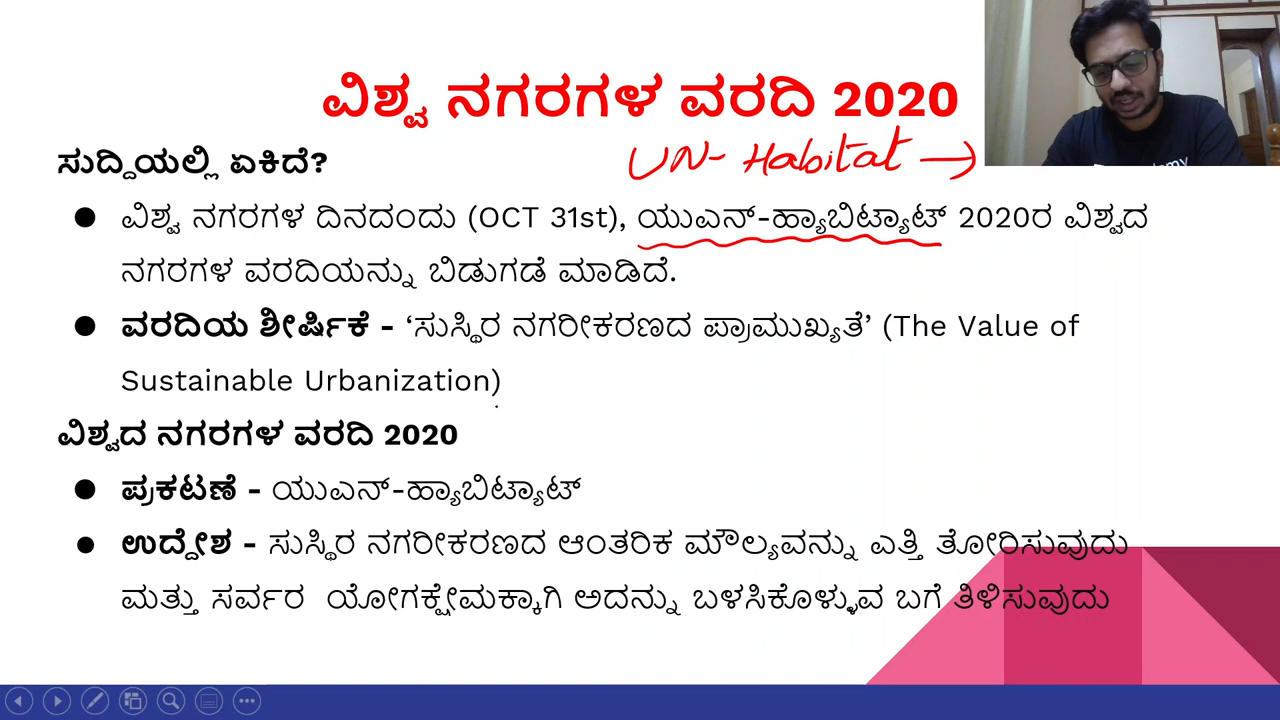 ವಿಶ್ವ ನಗರಗಳ ವರದಿ 2020
UN- Habitat →
ಸುದ್ದಿಯಲ್ಲಿ ಏಕಿದೆ?
● ವಿಶ್ವ ನಗರಗಳ ದಿನದಂದು (OCT 31st), ಯುಎನ್-ಹ್ಯಾಬಿಟ್ಯಾಟ್ 2020ರ ವಿಶ್ವದ
ನಗರಗಳ ವರದಿಯನ್ನು ಬಿಡುಗಡೆ ಮಾಡಿದೆ.
● ವರದಿಯ ಶೀರ್ಷಿಕೆ - ‘ಸುಸ್ಥಿರ ನಗರೀಕರಣದ ಪ್ರಾಮುಖ್ಯತೆ’ (The Value of
Sustainable Urbanization)
ವಿಶ್ವದ ನಗರಗಳ ವರದಿ 2020
● ಪ್ರಕಟಣೆ - ಯುಎನ್-ಹ್ಯಾಬಿಟ್ಯಾಟ್
● ಉದ್ದೇಶ - ಸುಸ್ಥಿರ ನಗರೀಕರಣದ ಆಂತರಿಕ ಮೌಲ್ಯವನ್ನು ಎತ್ತಿ ತೋರಿಸುವುದು
ಮತ್ತು ಸರ್ವರ ಯೋಗಕ್ಷೇಮಕ್ಕಾಗಿ ಅದನ್ನು ಬಳಸಿಕೊಳ್ಳುವ ಬಗೆ ತಿಳಿಸುವುದು